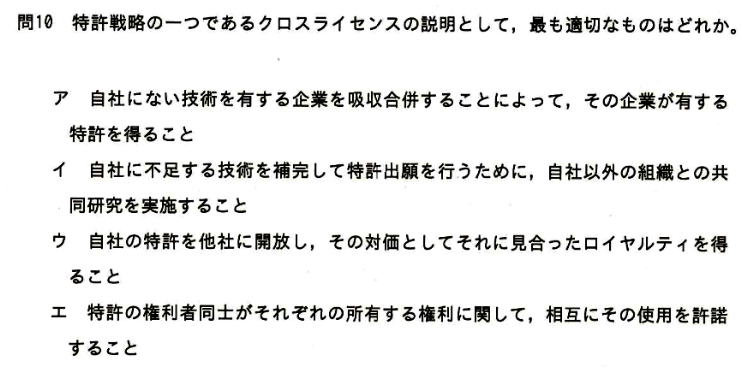 問10 特許戦略の一つであるクロスライセンスの説明として，最も適切なものはどれか。
ア 自社にない技術を有する企業を吸収合併することによって，その企業が有する
特許を得ること
イ 自社に不足する技術を補完して特許出願を行うために，自社以外の組織との共
同研究を実施すること
ウ 自社の特許を他社に開放し，その対価としてそれに見合ったロイヤルティを得
ること
エ 特許の権利者同士がそれぞれの所有する権利に関して，相互にその使用を許諾
すること